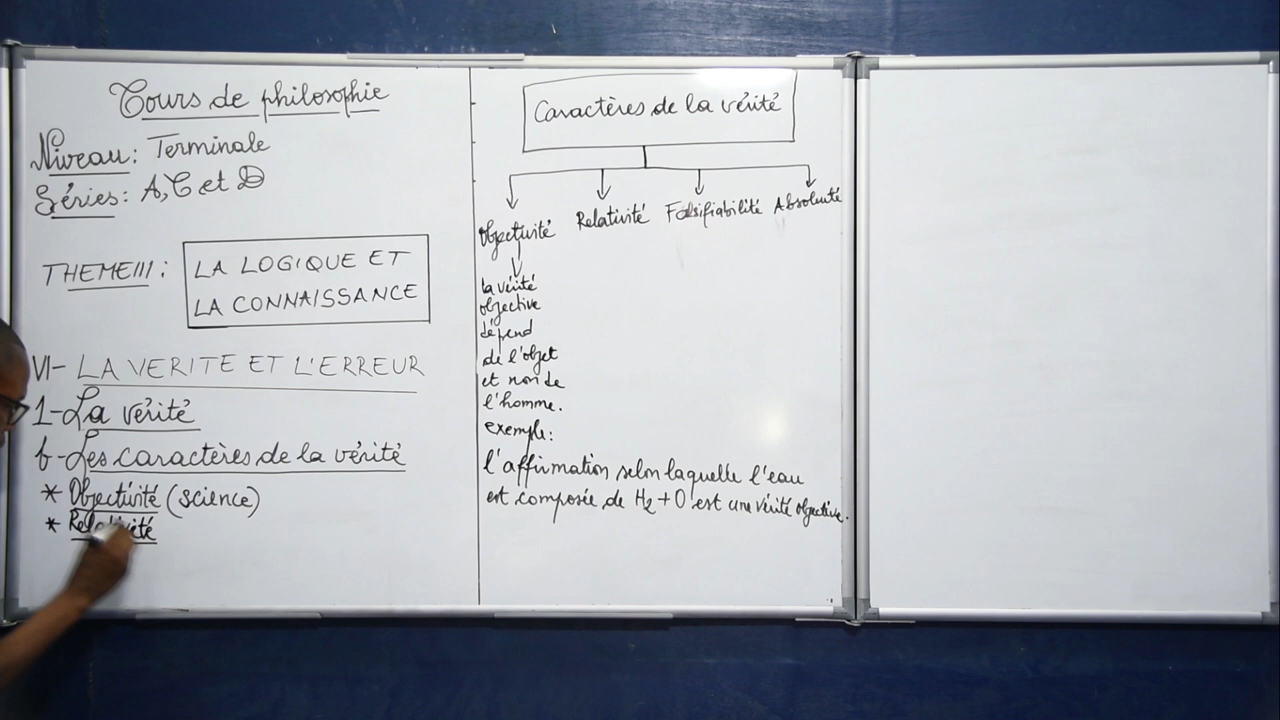 Cours de philosophie
Niveau: Terminale
Séries: A, C et D
THEME III: LA LOGIQUE ET
LA CONNAISSANCE
VI- LA VERITE ET L'ERREUR
1- La vérité
b- Les caractères de la vérité
* Objectivité (science)
* Relativité
Caractères de la vérité
Objectivité Relativité Falsifiabilité Absoluité
la vérité
objective
dépend
de l'objet
et non de
l'homme.
exemple:
l'affirmation selon laquelle l'eau
est composée de H2+O est une vérité objective.